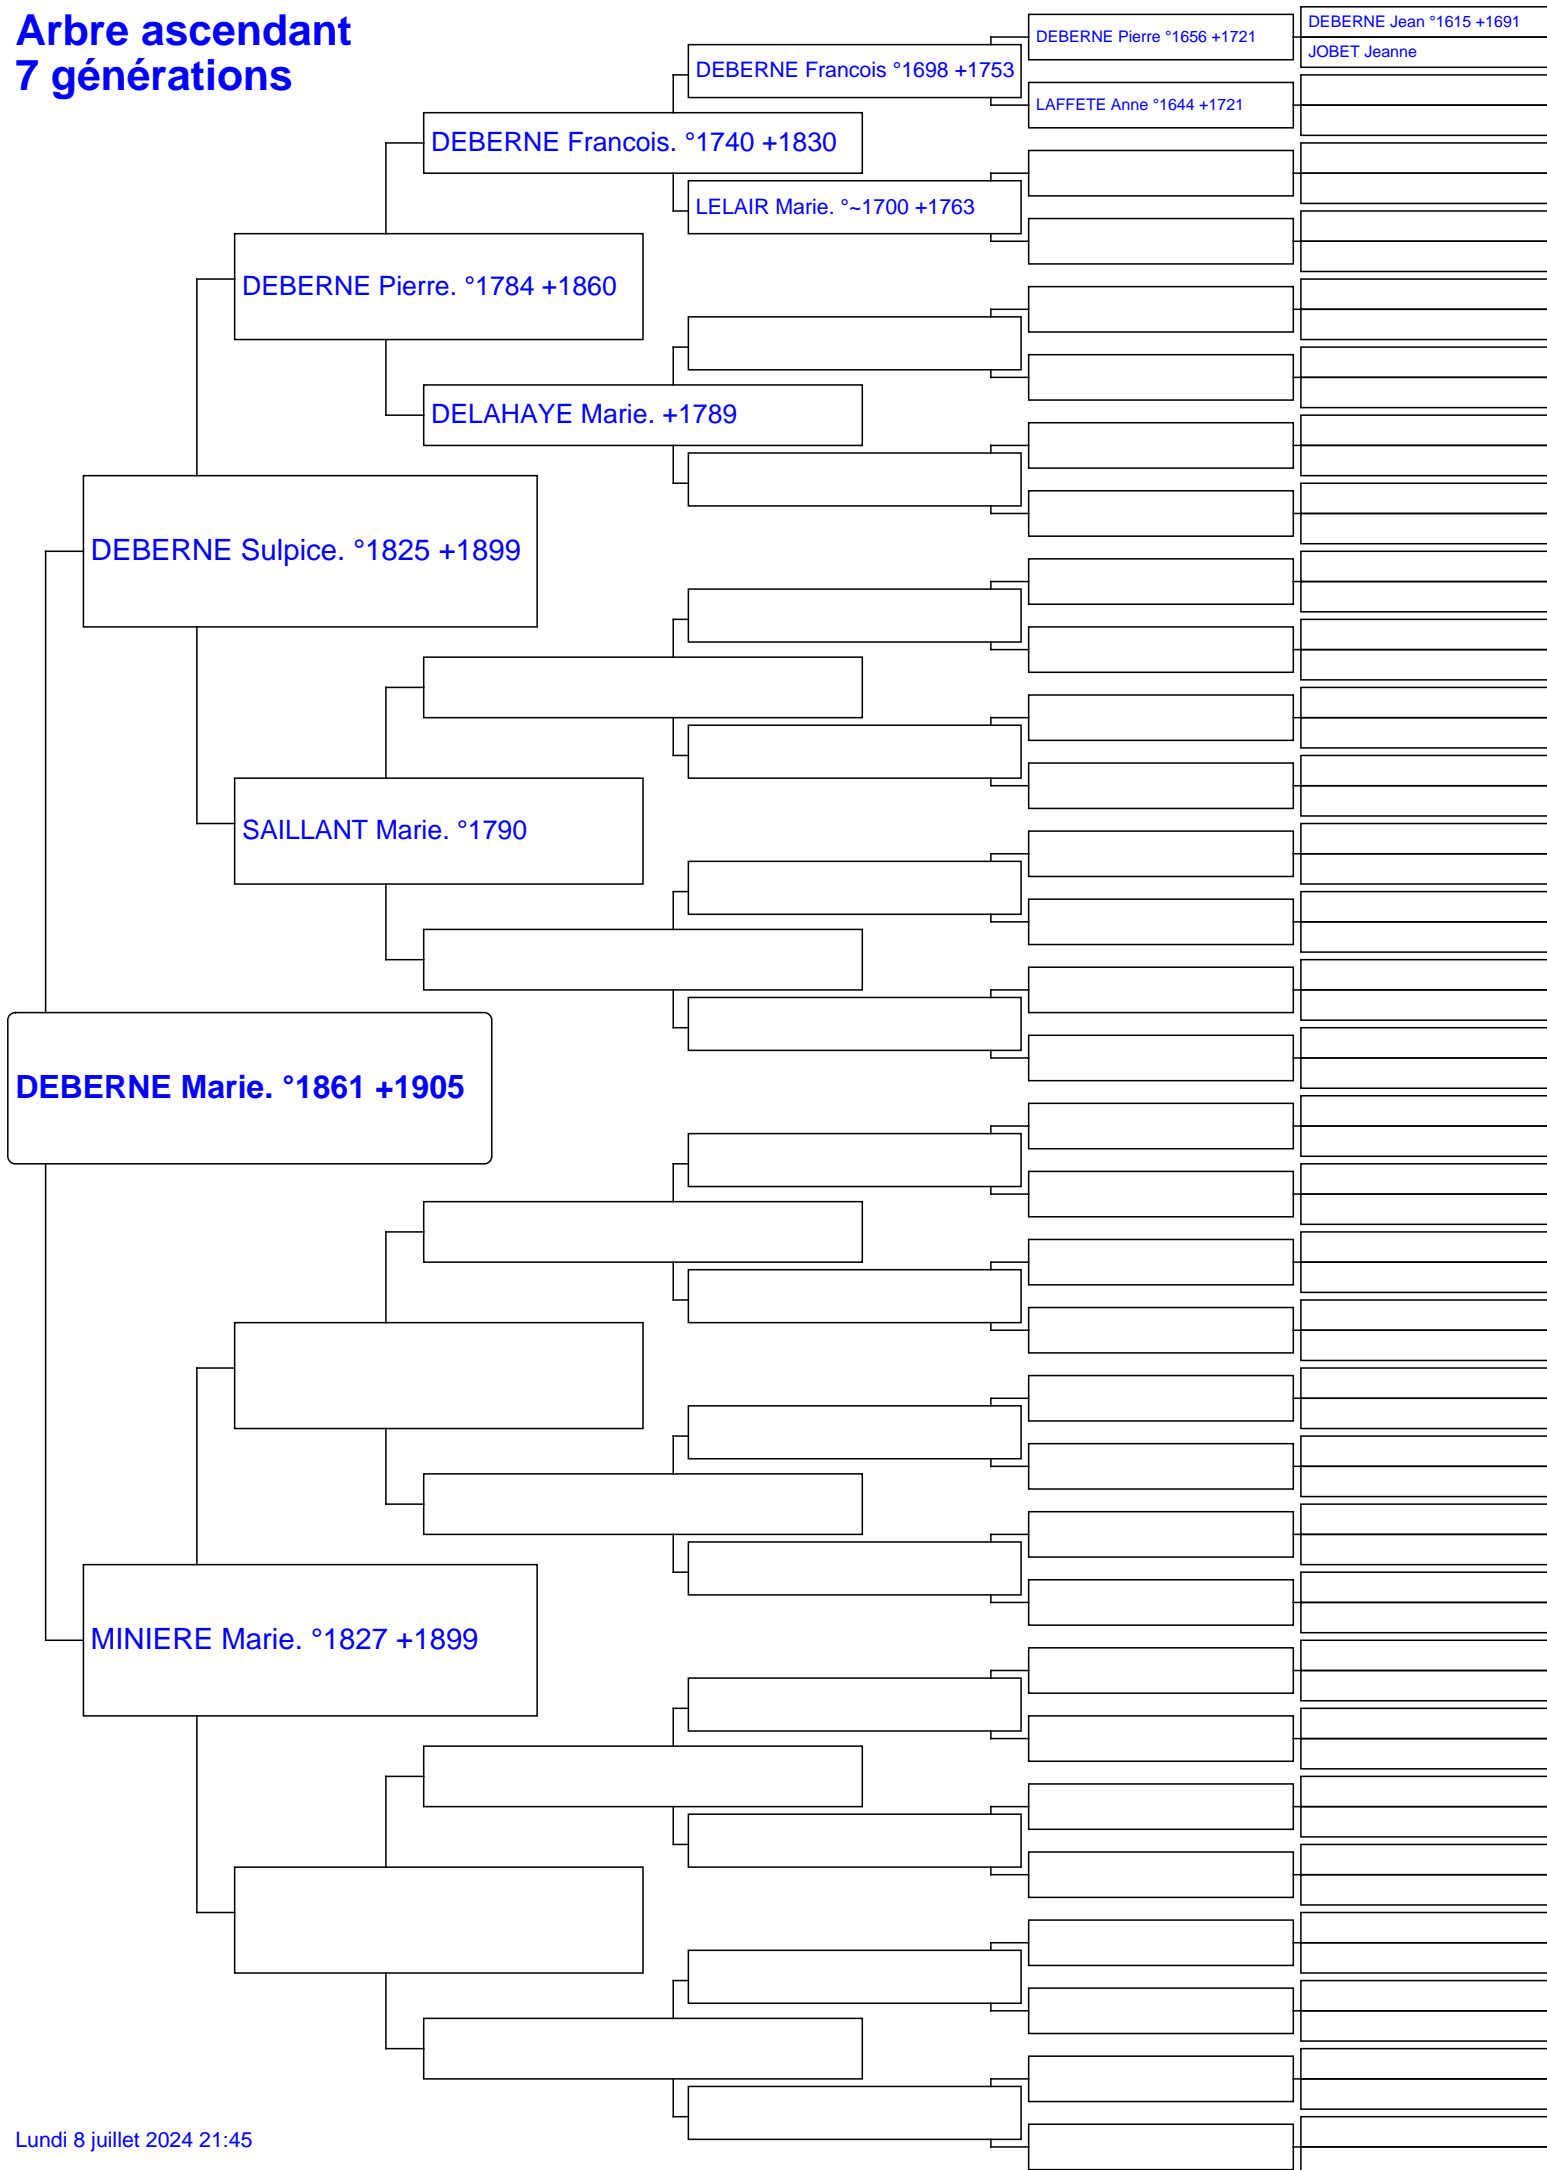 Arbre ascendant
7 générations
DEBERNE Jean °1615 +1691
DEBERNE Pierre °1656 +1721
JOBET Jeanne
DEBERNE Francois °1698 +1753
LAFFETE Anne °1644 +1721
DEBERNE Francois. °1740 +1830
LELAIR Marie. °~1700 +1763
DEBERNE Pierre. °1784 +1860
DELAHAYE Marie. +1789
DEBERNE Sulpice. °1825 +1899
SAILLANT Marie. °1790
DEBERNE Marie. °1861 +1905
MINIERE Marie. °1827 +1899
Lundi 8 juillet 2024 21:45